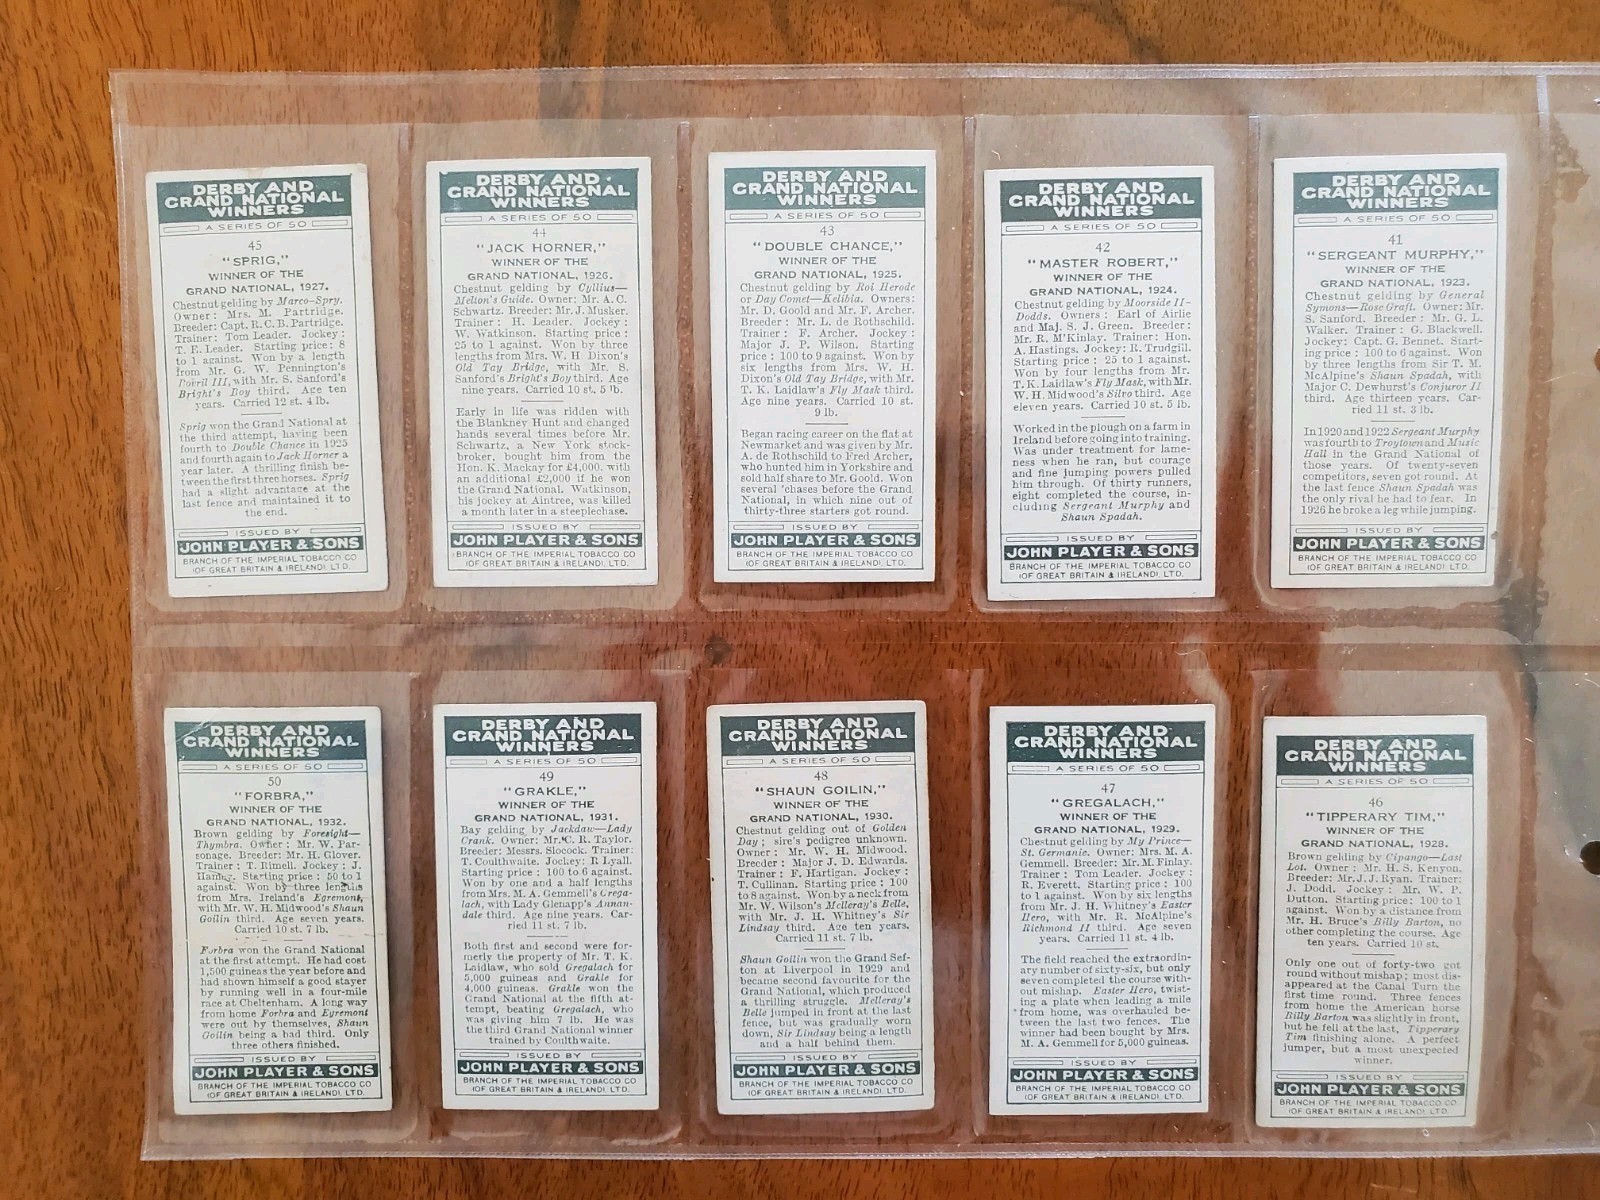 DERBY AND
GRAND NATIONAL
WINNERS
A SERIES OF 50
45
"SPRIG,"
WINNER OF THE
GRAND NATIONAL, 1927.
Chestnut gelding by Marco—Spry.
Owner: Mrs. M. Partridge.
Breeder: Capt. R. C. B. Partridge.
Trainer: Tom Leader. Jockey:
T. E. Leader. Starting price: 8
to 1 against. Won by a length
from Mr. G. W. Pennington's
Bovril III, with Mr. S. Sanford's
Bright's Boy third. Age ten
years. Carried 12 st. 4 lb.
Sprig won the Grand National at
the third attempt, having been
fourth to Double Chance in 1925
and fourth again to Jack Horner a
year later. A thrilling finish be-
tween the first three horses. Sprig
had a slight advantage at the
last fence and maintained it to
the end.
ISSUED BY
JOHN PLAYER & SONS
BRANCH OF THE IMPERIAL TOBACCO CO
(OF GREAT BRITAIN & IRELAND), LTD.
DERBY AND
GRAND NATIONAL
WINNERS
A SERIES OF 50
44
"JACK HORNER,"
WINNER OF THE
GRAND NATIONAL, 1926.
Chestnut gelding by Cyllius—
Melton's Guide. Owner: Mr. A. C.
Schwartz. Breeder: Mr. J. Musker.
Trainer: H. Leader. Jockey:
W. Watkinson. Starting price:
25 to 1 against. Won by three
lengths from Mrs. W. H Dixon's
Old Tay Bridge, with Mr. S.
Sanford's Bright's Boy third. Age
nine years. Carried 10 st. 5 lb.
Early in life was ridden with
the Blankney Hunt and changed
hands several times before Mr.
Schwartz, a New York stock-
broker, bought him from the
Hon. K. Mackay for £4,000, with
an additional £2,000 if he won
the Grand National. Watkinson,
his jockey at Aintree, was killed
a month later in a steeplechase.
ISSUED BY
JOHN PLAYER & SONS
BRANCH OF THE IMPERIAL TOBACCO CO
(OF GREAT BRITAIN & IRELAND), LTD.
DERBY AND
GRAND NATIONAL
WINNERS
A SERIES OF 50
43
"DOUBLE CHANCE,"
WINNER OF THE
GRAND NATIONAL, 1925.
Chestnut gelding by Roi Herode
or Day Comet—Kelibia. Owners:
Mr. D. Goold and Mr. F. Archer.
Breeder: Mr. L. de Rothschild.
Trainer: F. Archer. Jockey:
Major J. P. Wilson. Starting
price: 100 to 9 against. Won by
six lengths from Mrs. W. H.
Dixon's Old Tay Bridge, with Mr.
T. K. Laidlaw's Fly Mask third.
Age nine years. Carried 10 st.
9 lb.
Began racing career on the flat at
Newmarket and was given by Mr.
A. de Rothschild to Fred Archer,
who hunted him in Yorkshire and
sold half share to Mr. Goold. Won
several 'chases before the Grand
National, in which nine out of
thirty-three starters got round.
ISSUED BY
JOHN PLAYER & SONS
BRANCH OF THE IMPERIAL TOBACCO CO
(OF GREAT BRITAIN & IRELAND), LTD.
DERBY AND
GRAND NATIONAL
WINNERS
A SERIES OF 50
42
"MASTER ROBERT,"
WINNER OF THE
GRAND NATIONAL, 1924.
Chestnut gelding by Moorside II—
Dodds. Owners: Earl of Airlie
and Maj. S. J. Green. Breeder:
Mr. R. M'Kinlay. Trainer: Hon.
A. Hastings. Jockey: R. Trudgill.
Starting price: 25 to 1 against.
Won by four lengths from Mr.
T. K. Laidlaw's Fly Mask, with Mr.
W. H. Midwood's Silvo third. Age
eleven years. Carried 10 st. 5 lb.
Worked in the plough on a farm in
Ireland before going into training.
Was under treatment for lame-
ness when he ran, but courage
and fine jumping powers pulled
him through. Of thirty runners,
eight completed the course, in-
cluding Sergeant Murphy and
Shaun Spadah.
ISSUED BY
JOHN PLAYER & SONS
BRANCH OF THE IMPERIAL TOBACCO CO
(OF GREAT BRITAIN & IRELAND), LTD.
DERBY AND
GRAND NATIONAL
WINNERS
A SERIES OF 50
41
"SERGEANT MURPHY,"
WINNER OF THE
GRAND NATIONAL, 1923.
Chestnut gelding by General
Symons—Rose Graft. Owner: Mr.
S. Sanford. Breeder: Mr. G. L.
Walker. Trainer: G. Blackwell.
Jockey: Capt. G. Bennet. Start-
ing price: 100 to 6 against. Won
by three lengths from Sir T. M.
McAlpine's Shaun Spadah, with
Major C. Dewhurst's Conjuror II
third. Age thirteen years. Car-
ried 11 st. 3 lb.
In 1920 and 1922 Sergeant Murphy
was fourth to Troytown and Music
Hall in the Grand National of
those years. Of twenty-seven
competitors, seven got round. At
the last fence Shaun Spadah was
the only rival he had to fear. In
1926 he broke a leg while jumping.
ISSUED BY
JOHN PLAYER & SONS
BRANCH OF THE IMPERIAL TOBACCO CO
(OF GREAT BRITAIN & IRELAND), LTD.
DERBY AND
GRAND NATIONAL
WINNERS
A SERIES OF 50
50
"FORBRA,"
WINNER OF THE
GRAND NATIONAL, 1932.
Brown gelding by Foresight—
Thymbra. Owner: Mr. W. Par-
sonage. Breeder: Mr. H. Glover.
Trainer: T. Rimell. Jockey: J.
Hamey. Starting price: 50 to 1
against. Won by three lengths
from Mrs. Ireland's Egremont,
with Mr. W. H. Midwood's Shaun
Goilin third. Age seven years.
Carried 10 st. 7 lb.
Forbra won the Grand National
at the first attempt. He had cost
1,500 guineas the year before and
had shown himself a good stayer
by running well in a four-mile
race at Cheltenham. A long way
from home Forbra and Egremont
were out by themselves, Shaun
Goilin being a bad third. Only
three others finished.
ISSUED BY
JOHN PLAYER & SONS
BRANCH OF THE IMPERIAL TOBACCO CO
(OF GREAT BRITAIN & IRELAND), LTD.
DERBY AND
GRAND NATIONAL
WINNERS
A SERIES OF 50
49
"GRAKLE,"
WINNER OF THE
GRAND NATIONAL, 1931.
Bay gelding by Jackdaw—Lady
Crank. Owner: Mr. C. R. Taylor.
Breeder: Messrs. Slocock. Trainer:
T. Coulthwaite. Jockey: R Lyall.
Starting price: 100 to 6 against.
Won by one and a half lengths
from Mrs. M. A. Gemmell's Grega-
lach, with Lady Glenapp's Annan-
dale third. Age nine years. Car-
ried 11 st. 7 lb.
Both first and second were for-
merly the property of Mr. T. K.
Laidlaw, who sold Gregalach for
5,000 guineas and Grakle for
4,000 guineas. Grakle won the
Grand National at the fifth at-
tempt, beating Gregalach, who
was giving him 7 lb. He was
the third Grand National winner
trained by Coulthwaite.
ISSUED BY
JOHN PLAYER & SONS
BRANCH OF THE IMPERIAL TOBACCO CO
(OF GREAT BRITAIN & IRELAND), LTD.
DERBY AND
GRAND NATIONAL
WINNERS
A SERIES OF 50
48
"SHAUN GOILIN,"
WINNER OF THE
GRAND NATIONAL, 1930.
Chestnut gelding out of Golden
Day; sire's pedigree unknown.
Owner: Mr. W. H. Midwood.
Breeder: Major J. D. Edwards.
Trainer: F. Hartigan. Jockey:
T. Cullinan. Starting price: 100
to 8 against. Won by a neck from
Mr. W. Wilson's Melleray's Belle,
with Mr. J. H. Whitney's Sir
Lindsay third. Age ten years.
Carried 11 st. 7 lb.
Shaun Goilin won the Grand Sef-
ton at Liverpool in 1929 and
became second favourite for the
Grand National, which produced
a thrilling struggle. Melleray's
Belle jumped in front at the last
fence, but was gradually worn
down, Sir Lindsay being a length
and a half behind them.
ISSUED BY
JOHN PLAYER & SONS
BRANCH OF THE IMPERIAL TOBACCO CO
(OF GREAT BRITAIN & IRELAND), LTD.
DERBY AND
GRAND NATIONAL
WINNERS
A SERIES OF 50
47
"GREGALACH,"
WINNER OF THE
GRAND NATIONAL, 1929.
Chestnut gelding by My Prince—
St. Germanie. Owner: Mrs. M. A.
Gemmell. Breeder: Mr. M. Finlay.
Trainer: Tom Leader. Jockey:
R. Everett. Starting price: 100
to 1 against. Won by six lengths
from Mr. J. H. Whitney's Easter
Hero, with Mr. R. McAlpine's
Richmond II third. Age seven
years. Carried 11 st. 4 lb.
The field reached the extraordin-
ary number of sixty-six, but only
seven completed the course with-
out mishap. Easter Hero, twist-
ing a plate when leading a mile
from home, was overhauled be-
tween the last two fences. The
winner had been bought by Mrs.
M. A. Gemmell for 5,000 guineas.
ISSUED BY
JOHN PLAYER & SONS
BRANCH OF THE IMPERIAL TOBACCO CO
(OF GREAT BRITAIN & IRELAND), LTD.
DERBY AND
GRAND NATIONAL
WINNERS
A SERIES OF 50
46
"TIPPERARY TIM,"
WINNER OF THE
GRAND NATIONAL, 1928.
Brown gelding by Cipango—Last
Lot. Owner: Mr. H. S. Kenyon.
Breeder: Mr. J. J. Ryan. Trainer:
J. Dodd. Jockey: Mr. W. P.
Dutton. Starting price: 100 to 1
against. Won by a distance from
Mr. H. Bruce's Billy Barton, no
other completing the course. Age
ten years. Carried 10 st.
Only one out of forty-two got
round without mishap; most dis-
appeared at the Canal Turn the
first time round. Three fences
from home the American horse
Billy Barton was slightly in front,
but he fell at the last, Tipperary
Tim finishing alone. A perfect
jumper, but a most unexpected
winner.
ISSUED BY
JOHN PLAYER & SONS
BRANCH OF THE IMPERIAL TOBACCO CO
(OF GREAT BRITAIN & IRELAND), LTD.